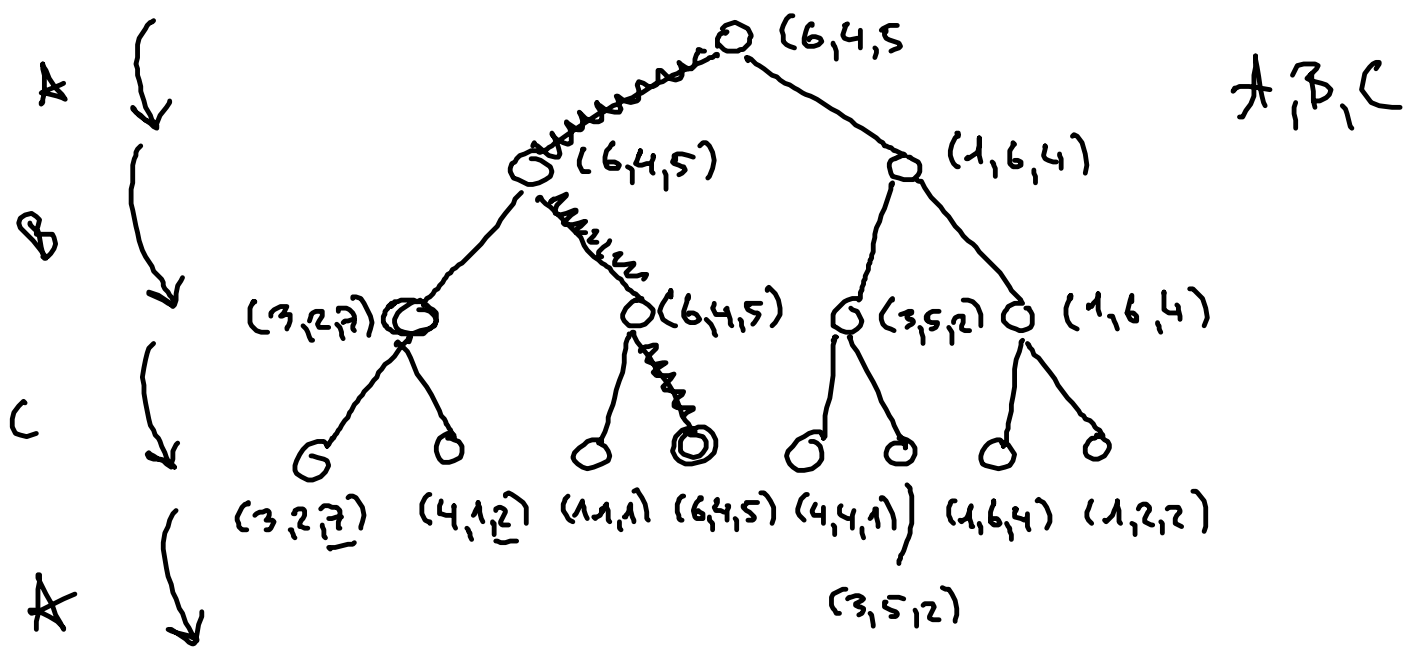 (6,4,5
A
A,B,C
(6,4,5) (1,6,4)
B
(3,2,7) (6,4,5) (3,5,2) (1,6,4)
C
(3,2,7) (4,1,2) (1,1,1) (6,4,5) (4,4,1) (1,6,4) (1,2,2)
A
(3,5,2)